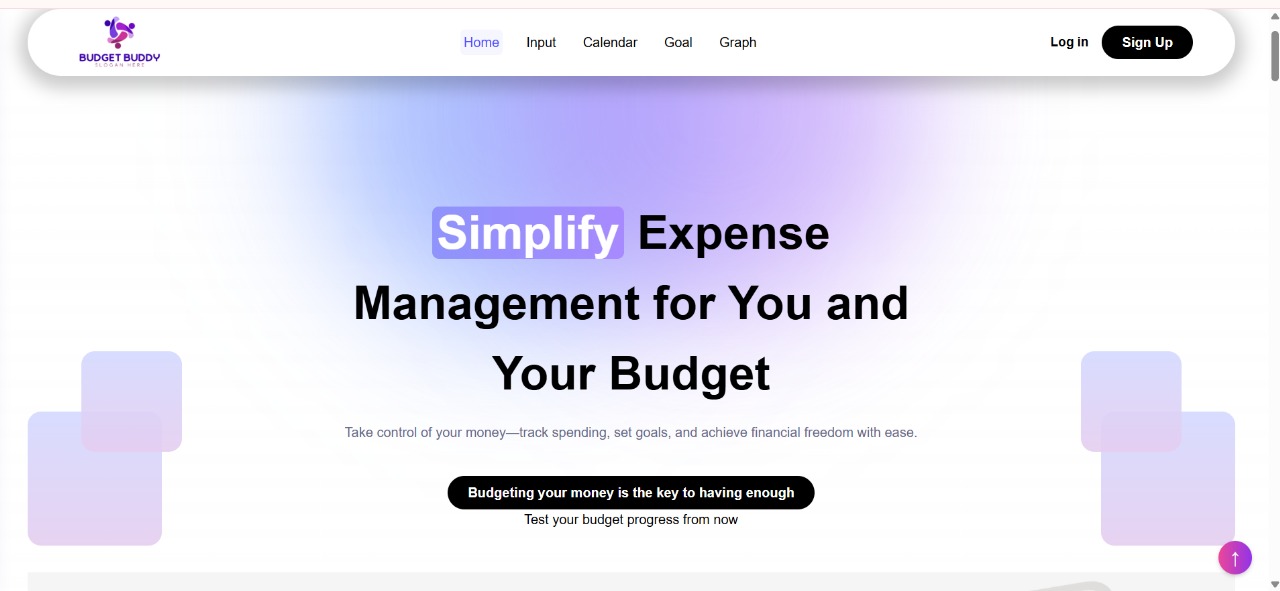 BUDGET BUDDY
SLOGAN HERE
Home Input Calendar Goal Graph
Log in Sign Up
Simplify Expense
Management for You and
Your Budget
Take control of your money—track spending, set goals, and achieve financial freedom with ease.
Budgeting your money is the key to having enough
Test your budget progress from now
↑